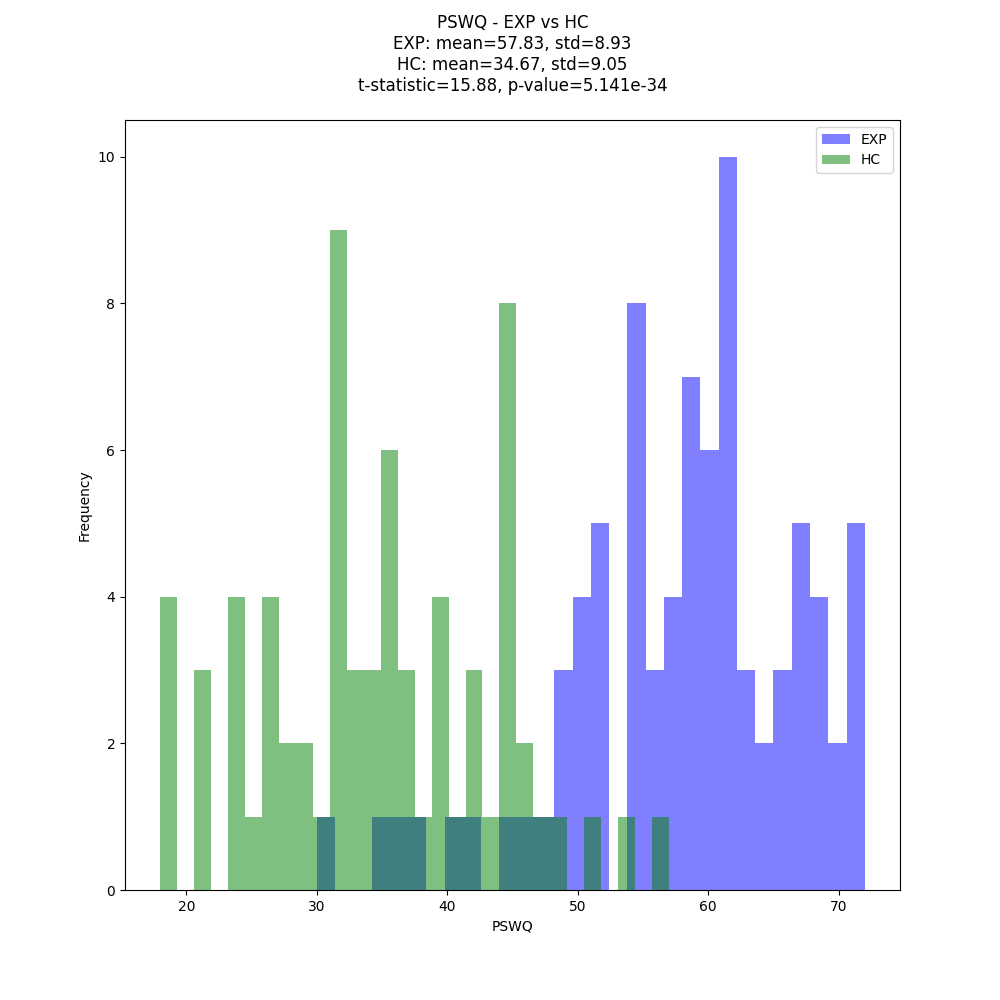 PSWQ - EXP vs HC
EXP: mean=57.83, std=8.93
HC: mean=34.67, std=9.05
t-statistic=15.88, p-value=5.141e-34
EXP
HC
10
8
6
4
2
0
Frequency
20 30 40 50 60 70
PSWQ